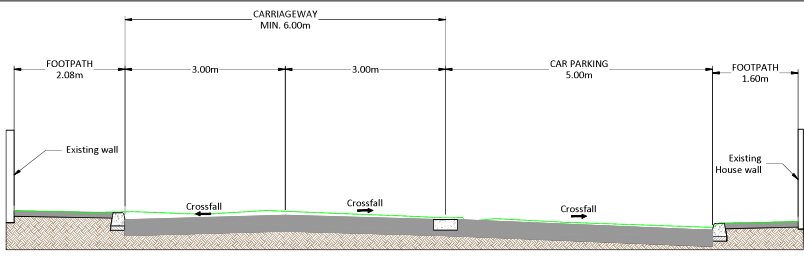 CARRIAGEWAY
MIN. 6.00m
FOOTPATH
2.08m
3.00m
3.00m
CAR PARKING
5.00m
FOOTPATH
1.60m
Existing wall
Existing
House wall
Crossfall
Crossfall
Crossfall